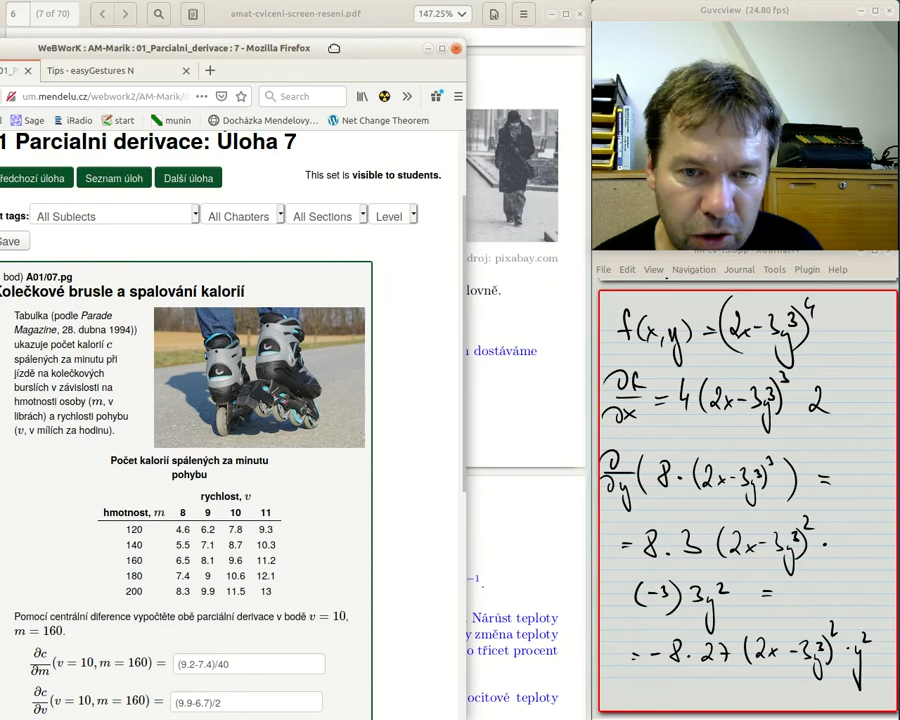 6
(7 of 70)
amat-cviceni-screen-reseni.pdf
147.25%
Guvcview (24.80 fps)
WeBWorK : AM-Marik : 01_Parcialni_derivace : 7 - Mozilla Firefox
01_P
Tips - easyGestures N
um.mendelu.cz/webwork2/AM-Marik/0
Search
Sage
iRadio
start
munin
Docházka Mendelovy...
Net Change Theorem
1 Parcialni derivace: Úloha 7
ředchozí úloha
Seznam úloh
Další úloha
This set is visible to students.
t tags:
All Subjects
All Chapters
All Sections
Level
Save
bod) A01/07.pg
Kolečkové brusle a spalování kalorií
Tabulka (podle Parade
Magazine, 28. dubna 1994))
ukazuje počet kalorií c
spálených za minutu při
jízdě na kolečkových
burslích v závislosti na
hmotnosti osoby (m, v
librách) a rychlosti pohybu
(v, v mílích za hodinu).
Počet kalorií spálených za minutu
pohybu
rychlost, v
hmotnost, m 8 9 10 11
120 4.6 6.2 7.8 9.3
140 5.5 7.1 8.7 10.3
160 6.5 8.1 9.6 11.2
180 7.4 9 10.6 12.1
200 8.3 9.9 11.5 13
Pomocí centrální diference vypočtěte obě parciální derivace v bodě v = 10,
m = 160.
∂c/∂m (v = 10, m = 160) = (9.2-7.4)/40
∂c/∂v (v = 10, m = 160) = (9.9-6.7)/2
droj: pixabay.com
lovně.
dostáváme
−1.
Nárůst teploty
y změna teploty
o třicet procent
ocitové teploty
File Edit View Navigation Journal Tools Plugin Help
f(x,y) = (2x-3y³)⁴
∂f/∂x = 4(2x-3y³)³ 2
∂/∂y (8·(2x-3y³)³) =
= 8·3 (2x-3y³)² ·
(-3) 3y² =
= -8·27 (2x-3y³)² · y²